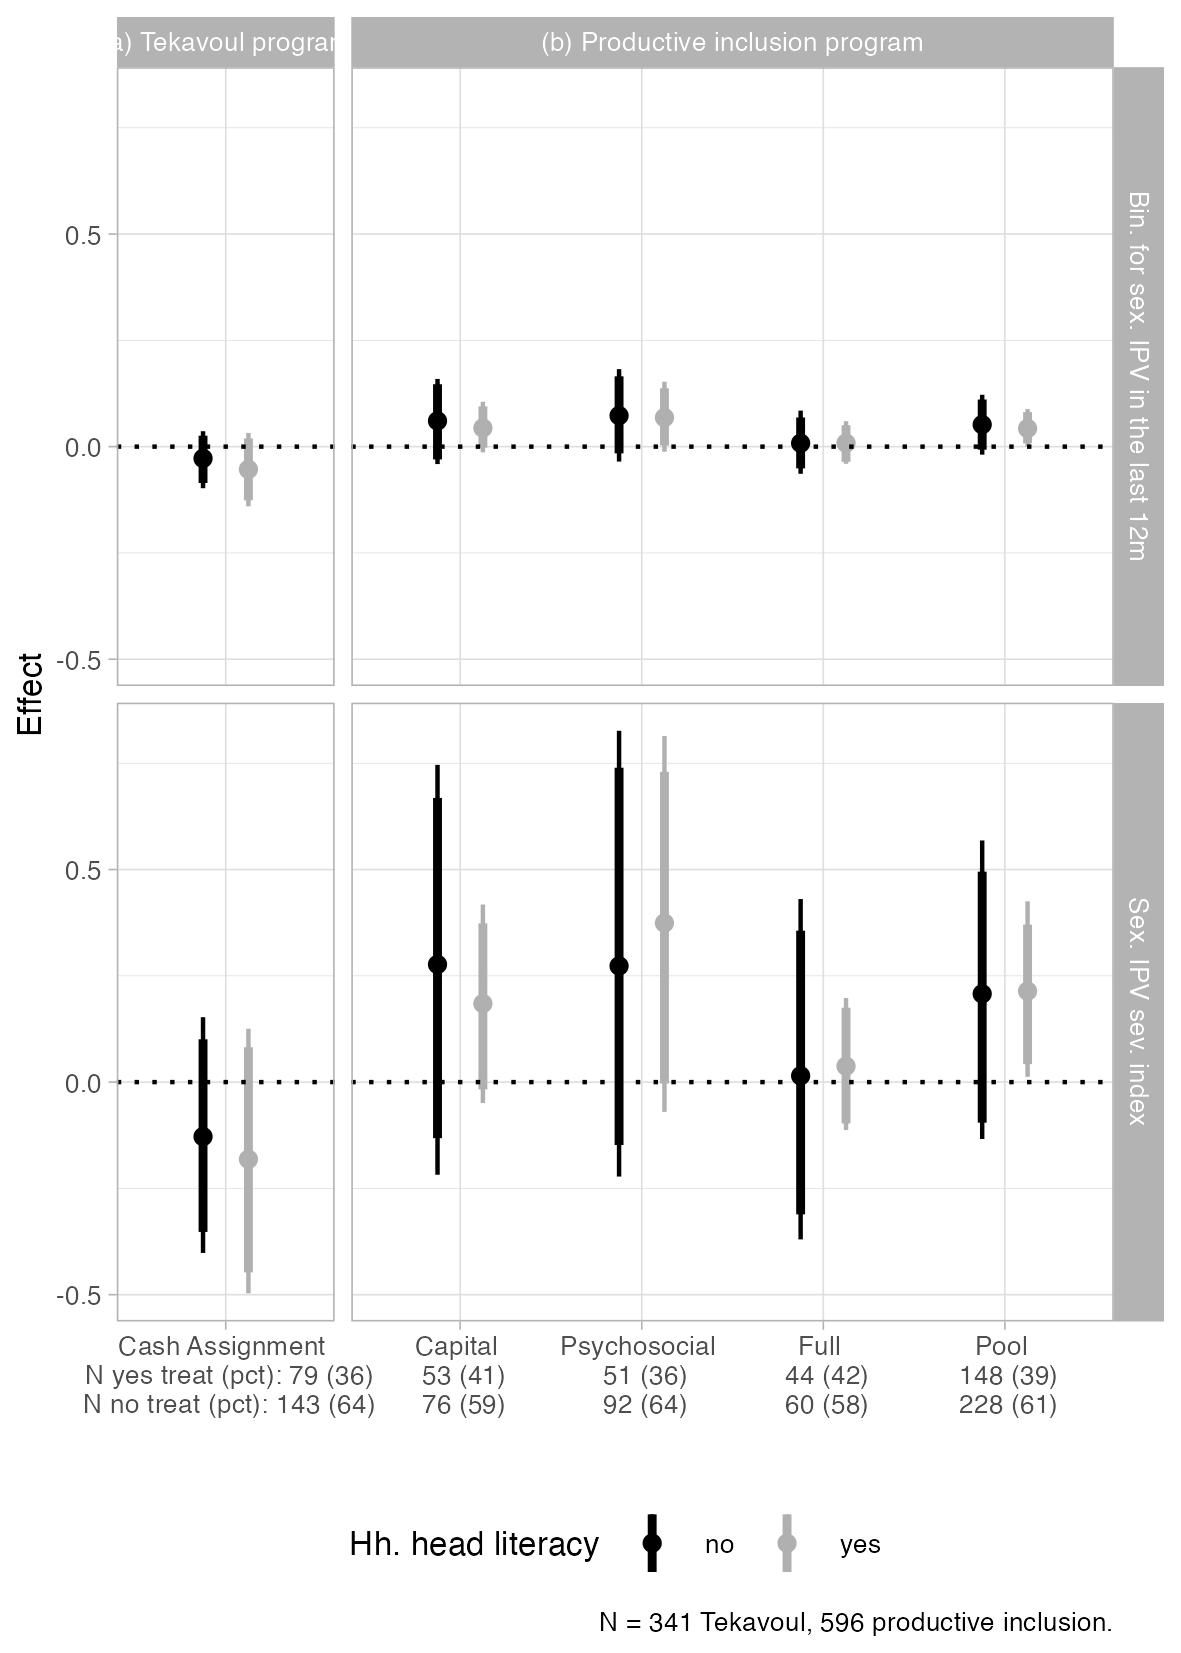 a) Tekavoul progra
(b) Productive inclusion program
Bin. for sex. IPV in the last 12m
0.5
0.0
-0.5
Effect
Sex. IPV sev. index
0.5
0.0
-0.5
Cash Assignment Capital Psychosocial Full Pool
N yes treat (pct): 79 (36) 53 (41) 51 (36) 44 (42) 148 (39)
N no treat (pct): 143 (64) 76 (59) 92 (64) 60 (58) 228 (61)
Hh. head literacy no yes
N = 341 Tekavoul, 596 productive inclusion.